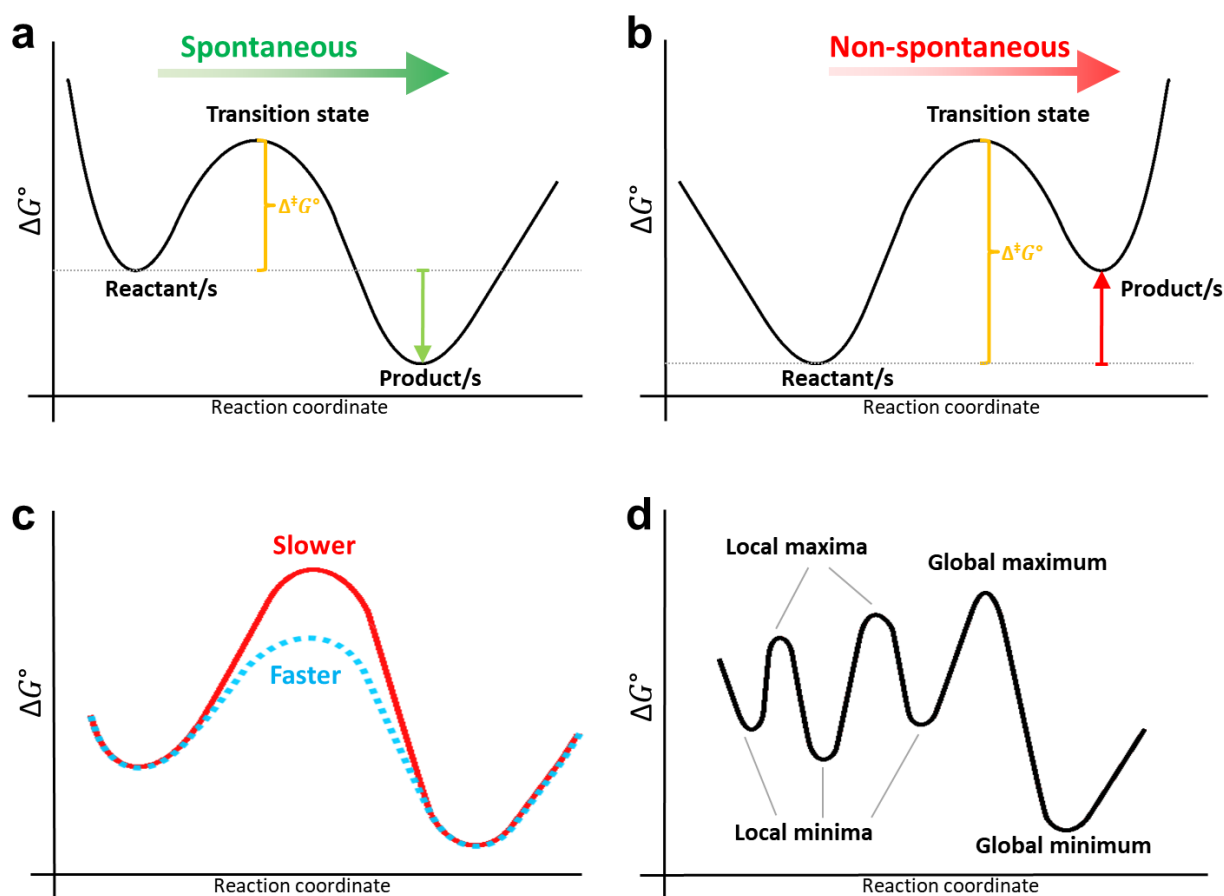 a
Spontaneous
Transition state
ΔG°
Δ‡G°
Reactant/s
Product/s
Reaction coordinate
b
Non-spontaneous
Transition state
ΔG°
Δ‡G°
Product/s
Reactant/s
Reaction coordinate
c
Slower
Faster
ΔG°
Reaction coordinate
d
Local maxima
Global maximum
ΔG°
Local minima
Global minimum
Reaction coordinate